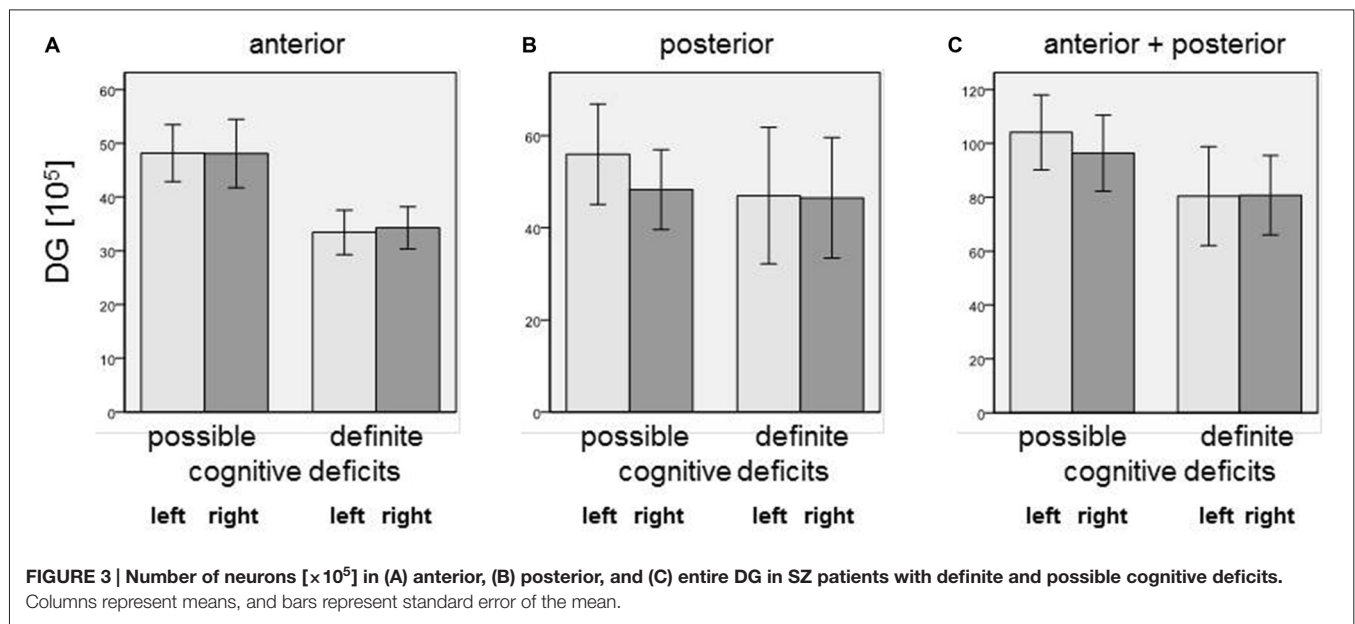 A anterior
B posterior
C anterior + posterior
DG [10⁵]
60
50
40
30
20
10
0
60
40
20
0
120
100
80
60
40
20
0
possible definite
cognitive deficits
left right left right
possible definite
cognitive deficits
left right left right
possible definite
cognitive deficits
left right left right
FIGURE 3 | Number of neurons [×10⁵] in (A) anterior, (B) posterior, and (C) entire DG in SZ patients with definite and possible cognitive deficits.
Columns represent means, and bars represent standard error of the mean.